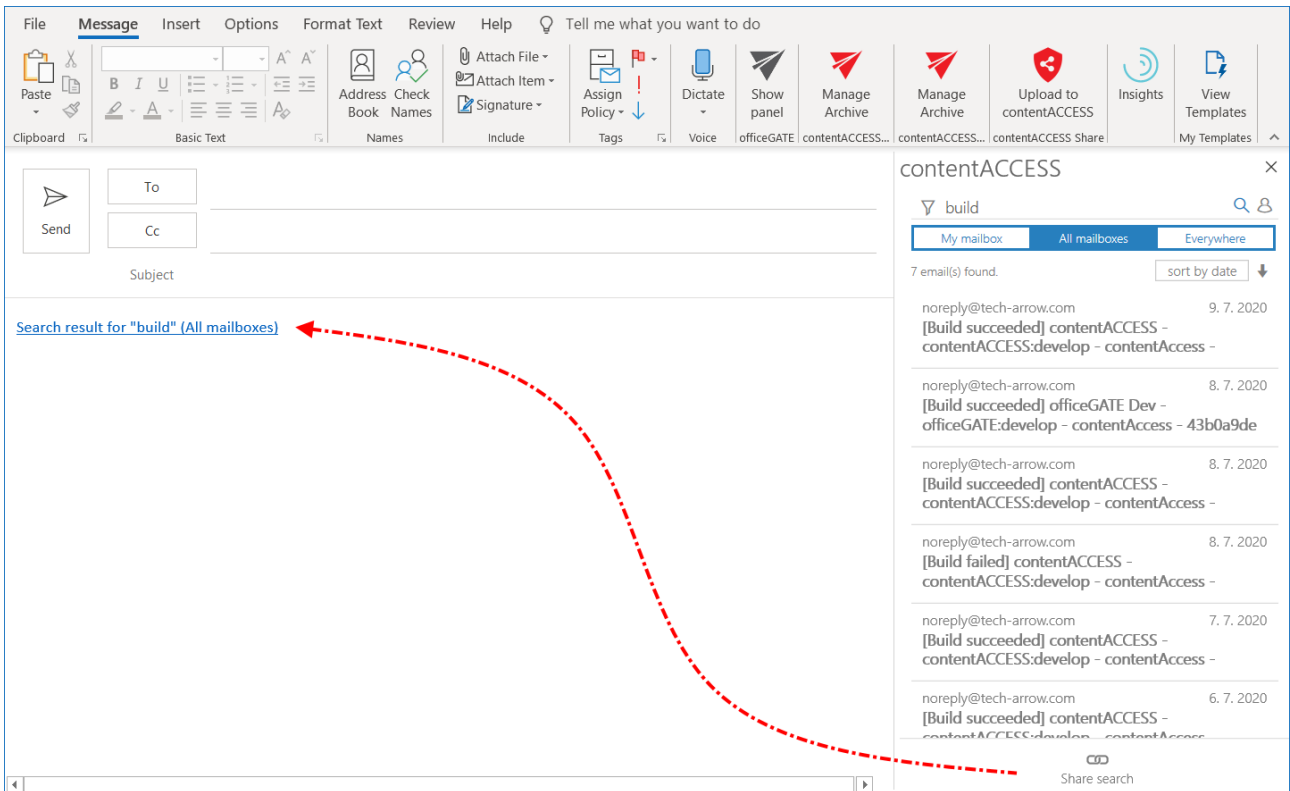 File Message Insert Options Format Text Review Help Tell me what you want to do
Paste
B I U
A A
Address Book
Check Names
Attach File
Attach Item
Signature
Assign Policy
Dictate
Show panel
Manage Archive
Manage Archive
Upload to contentACCESS
Insights
View Templates
Clipboard Basic Text Names Include Tags Voice officeGATE contentACCESS... contentACCESS... contentACCESS Share My Templates
Send
To
Cc
Subject
Search result for "build" (All mailboxes)
contentACCESS
build
My mailbox All mailboxes Everywhere
7 email(s) found. sort by date
noreply@tech-arrow.com 9. 7. 2020
[Build succeeded] contentACCESS -
contentACCESS:develop - contentAccess -
noreply@tech-arrow.com 8. 7. 2020
[Build succeeded] officeGATE Dev -
officeGATE:develop - contentAccess - 43b0a9de
noreply@tech-arrow.com 8. 7. 2020
[Build succeeded] contentACCESS -
contentACCESS:develop - contentAccess -
noreply@tech-arrow.com 8. 7. 2020
[Build failed] contentACCESS -
contentACCESS:develop - contentAccess -
noreply@tech-arrow.com 7. 7. 2020
[Build succeeded] contentACCESS -
contentACCESS:develop - contentAccess -
noreply@tech-arrow.com 6. 7. 2020
[Build succeeded] contentACCESS -
contentACCESS:develop - contentAccess
Share search